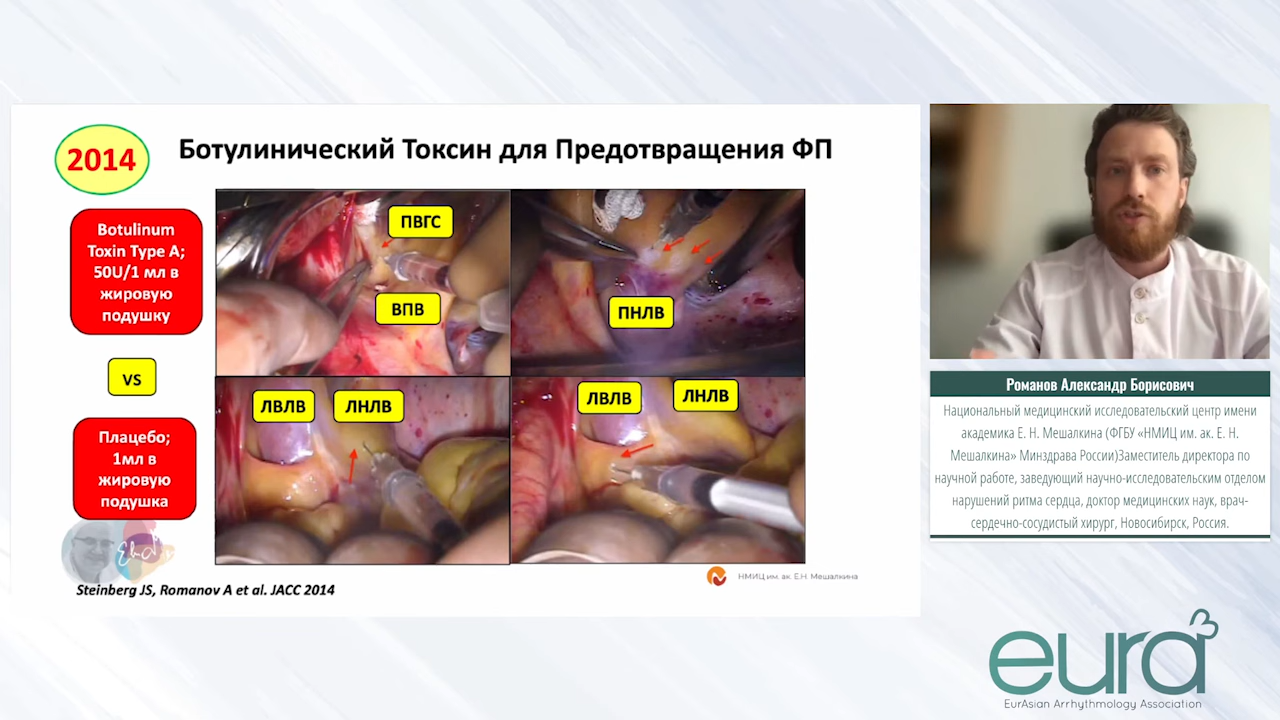 2014
Ботулинический Токсин для Предотвращения ФП
Botulinum
Toxin Type A;
50U/1 мл в
жировую
подушку
vs
Плацебо;
1мл в
жировую
подушка
ПВГС
ВПВ
ПНЛВ
ЛВЛВ
ЛНЛВ
ЛВЛВ
ЛНЛВ
Steinberg JS, Romanov A et al. JACC 2014
НМИЦ им. ак. Е.Н. Мешалкина
Романов Александр Борисович
Национальный медицинский исследовательский центр имени
академика Е. Н. Мешалкина (ФГБУ «НМИЦ им. ак. Е. Н.
Мешалкина» Минздрава России)Заместитель директора по
научной работе, заведующий научно-исследовательским отделом
нарушений ритма сердца, доктор медицинских наук, врач-
сердечно-сосудистый хирург, Новосибирск, Россия.
eura
EurAsian Arrhythmology Association